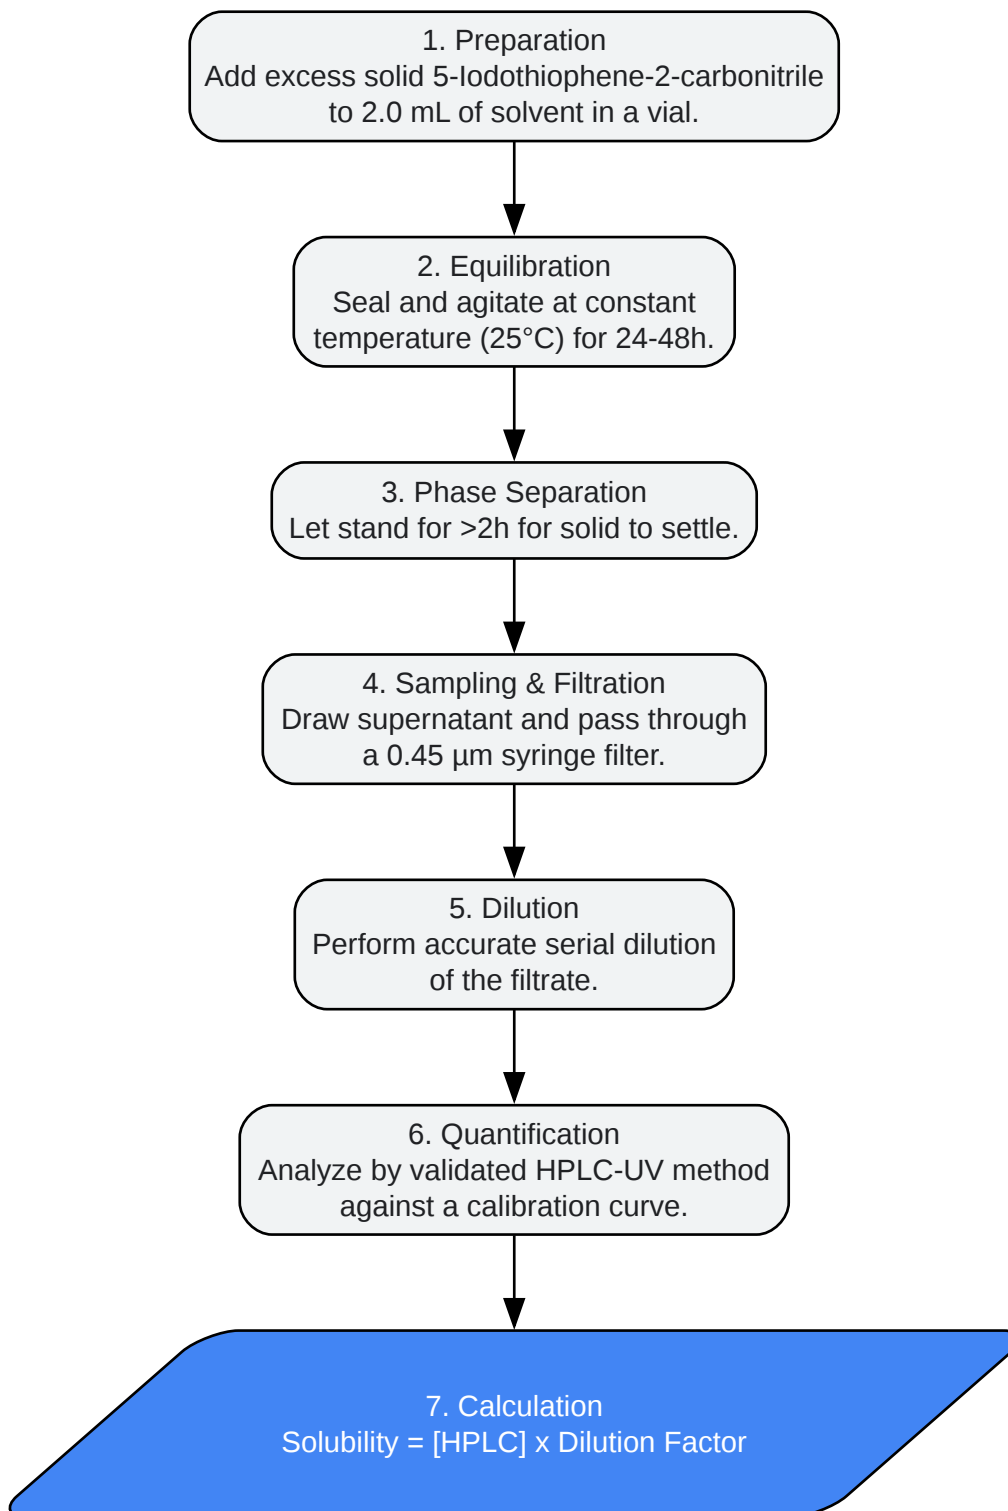 1. Preparation
Add excess solid 5-Iodothiophene-2-carbonitrile
to 2.0 mL of solvent in a vial.
2. Equilibration
Seal and agitate at constant
temperature (25°C) for 24-48h.
3. Phase Separation
Let stand for >2h for solid to settle.
4. Sampling & Filtration
Draw supernatant and pass through
a 0.45 µm syringe filter.
5. Dilution
Perform accurate serial dilution
of the filtrate.
6. Quantification
Analyze by validated HPLC-UV method
against a calibration curve.
7. Calculation
Solubility = [HPLC] x Dilution Factor